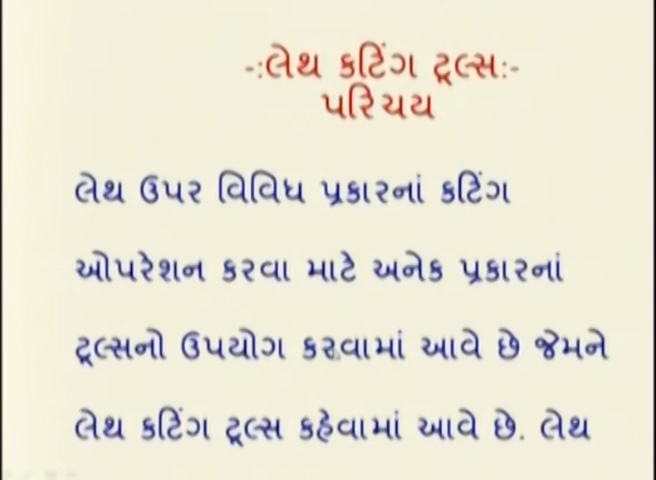 -:લેથ કટિંગ ટૂલ્સ:-
પરિચય
લેથ ઉપર વિવિધ પ્રકારનાં કટિંગ
ઓપરેશન કરવા માટે અનેક પ્રકારનાં
ટૂલ્સનો ઉપયોગ કરવામાં આવે છે જેમને
લેથ કટિંગ ટૂલ્સ કહેવામાં આવે છે. લેથ